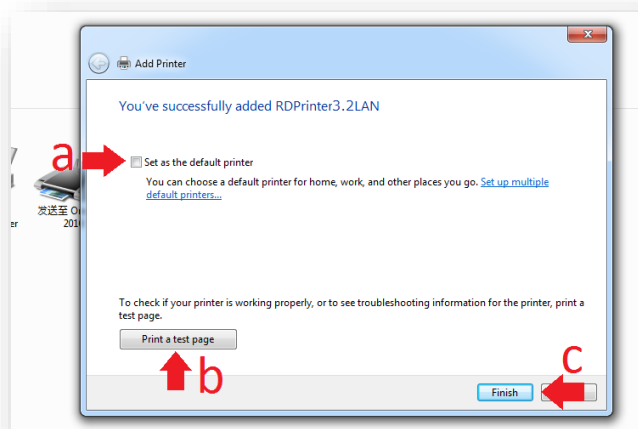 Add Printer
You've successfully added RDPrinter3.2LAN
a
Set as the default printer
You can choose a default printer for home, work, and other places you go. Set up multiple
default printers...
发送至
er
201
To check if your printer is working properly, or to see troubleshooting information for the printer, print a
test page.
Print a test page
b
c
Finish